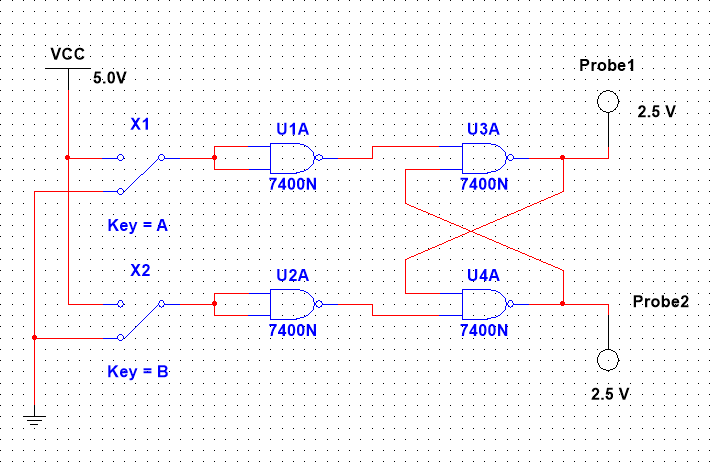 VCC
5.0V
Probe1
X1
U1A
U3A
2.5 V
7400N
7400N
Key = A
X2
U2A
U4A
Probe2
7400N
7400N
Key = B
2.5 V